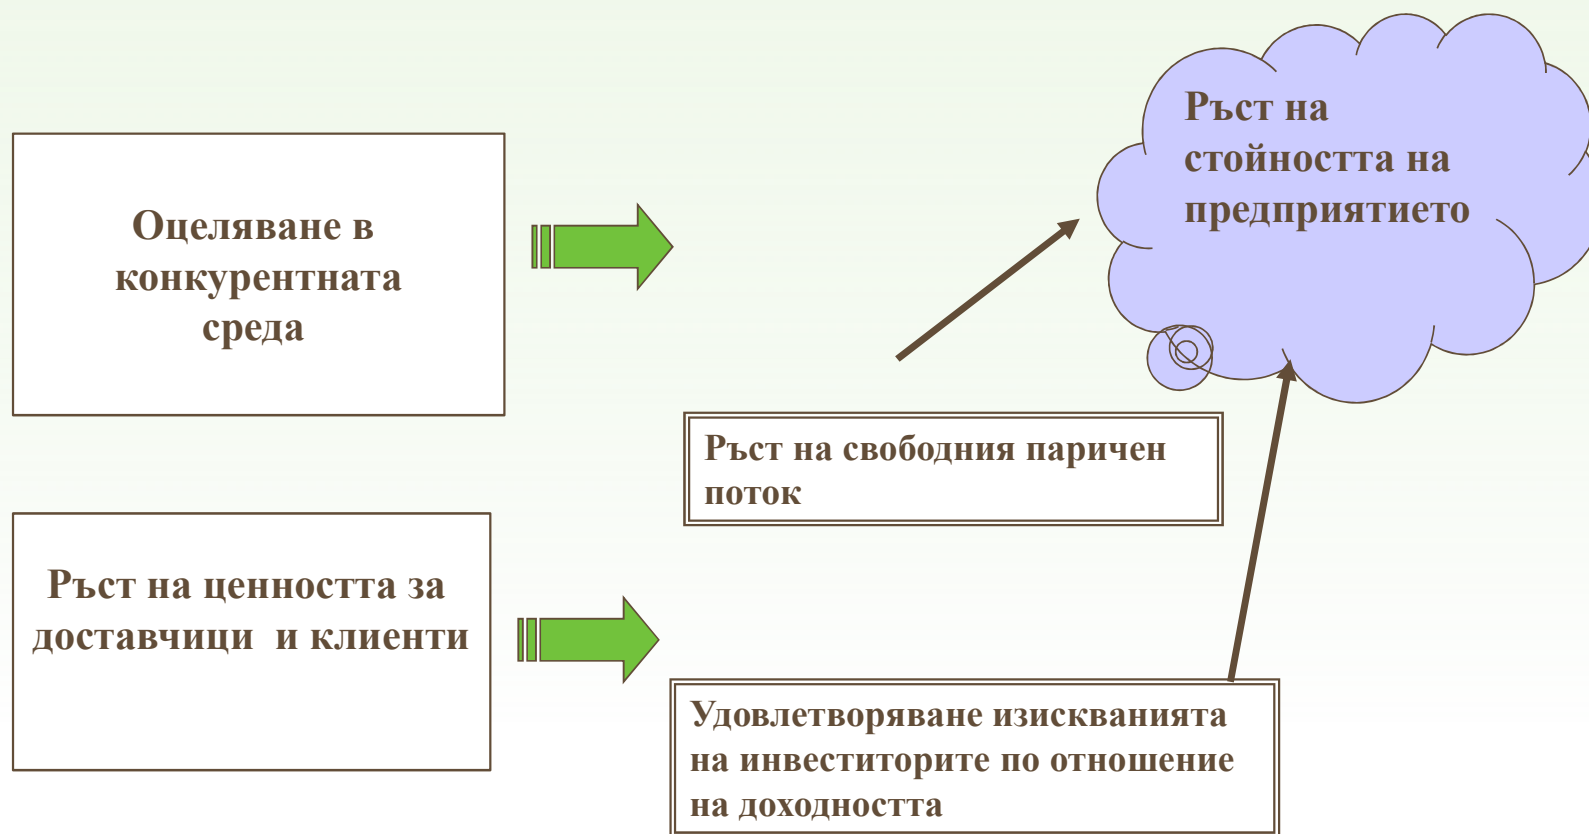 Оцеляване в
конкурентната
среда
Ръст на
стойността на
предприятието
Ръст на свободния паричен
поток
Ръст на ценността за
доставчици  и клиенти
Удовлетворяване изискванията
на инвеститорите по отношение
на доходността